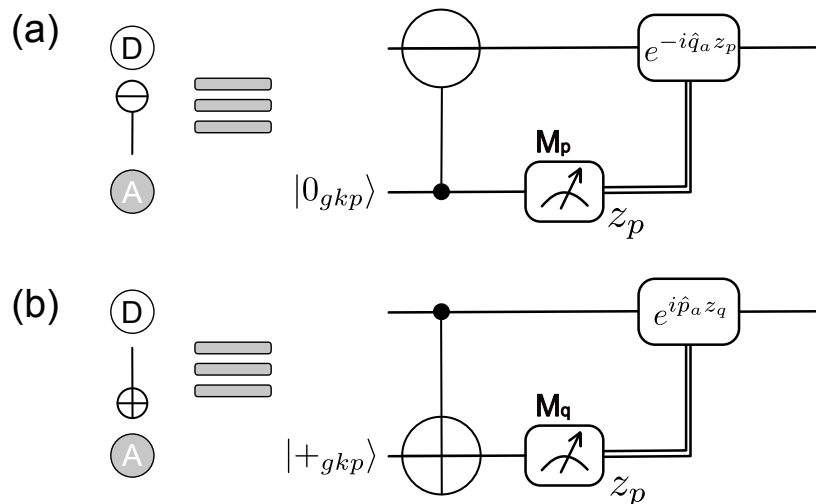 (a)
D
A
|0_{gkp}⟩
M_p
z_p
e^{-i\hat{q}_a z_p}
(b)
D
A
|+_{gkp}⟩
M_q
z_p
e^{i\hat{p}_a z_q}